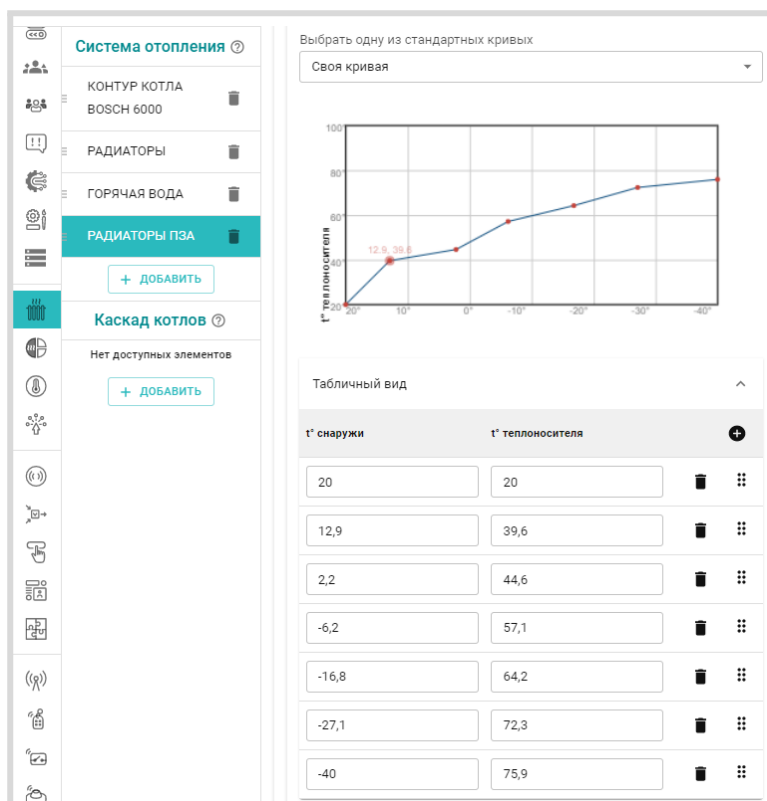 Система отопления
КОНТУР КОТЛА
BOSCH 6000
РАДИАТОРЫ
ГОРЯЧАЯ ВОДА
РАДИАТОРЫ ПЗА
+ ДОБАВИТЬ
Каскад котлов
Нет доступных элементов
+ ДОБАВИТЬ
Выбрать одну из стандартных кривых
Своя кривая
t° теплоносителя
100°
80°
60°
40°
20°
12.9, 39.6
20° 10° 0° -10° -20° -30° -40°
Табличный вид
t° снаружи t° теплоносителя
20 20
12,9 39,6
2,2 44,6
-6,2 57,1
-16,8 64,2
-27,1 72,3
-40 75,9